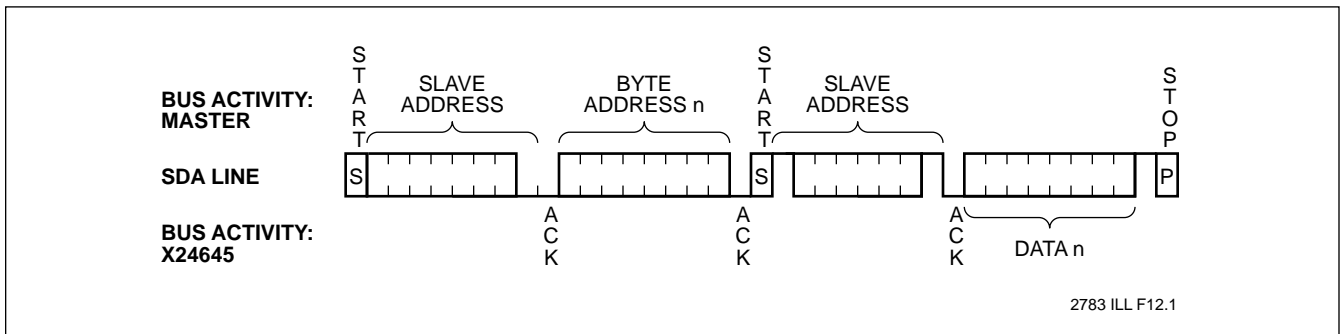 START
SLAVE
ADDRESS
BYTE
ADDRESS n
START
SLAVE
ADDRESS
STOP
BUS ACTIVITY:
MASTER
SDA LINE
S
S
P
BUS ACTIVITY:
X24645
ACK
ACK
ACK
DATA n
2783 ILL F12.1